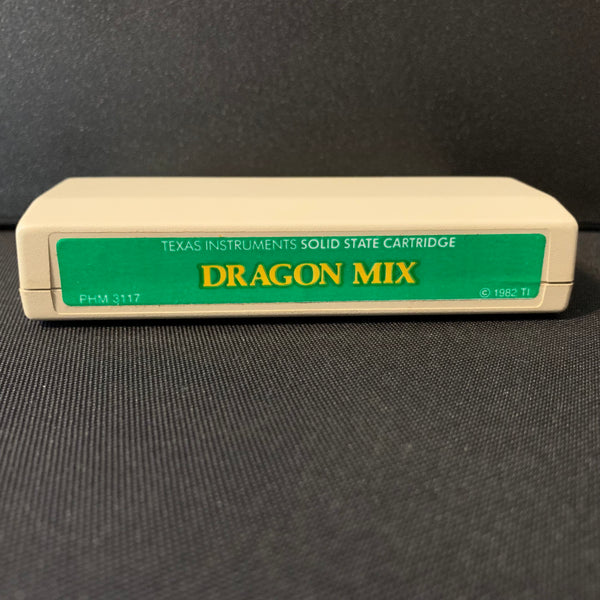 TEXAS INSTRUMENTS SOLID STATE CARTRIDGE
DRAGON MIX
PHM 3117
© 1982 TI